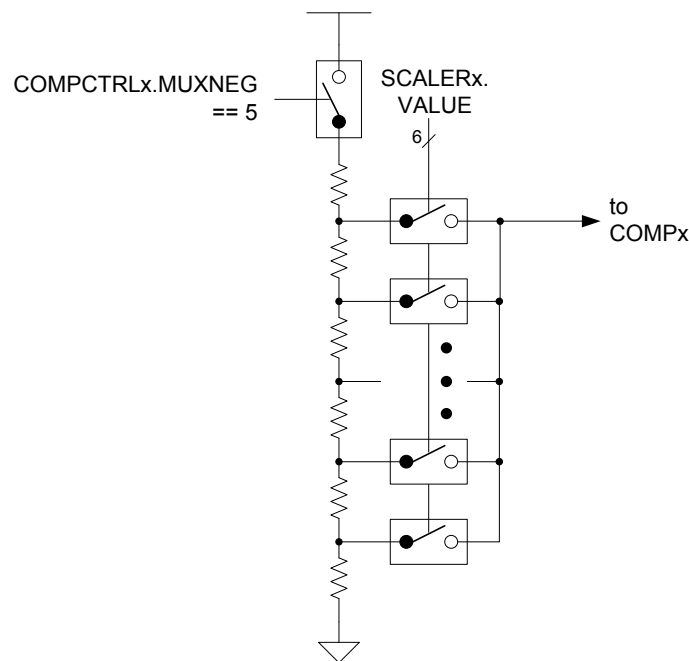 COMPCTRLx.MUXNEG
== 5
SCALERx.
VALUE
6
to
COMPx